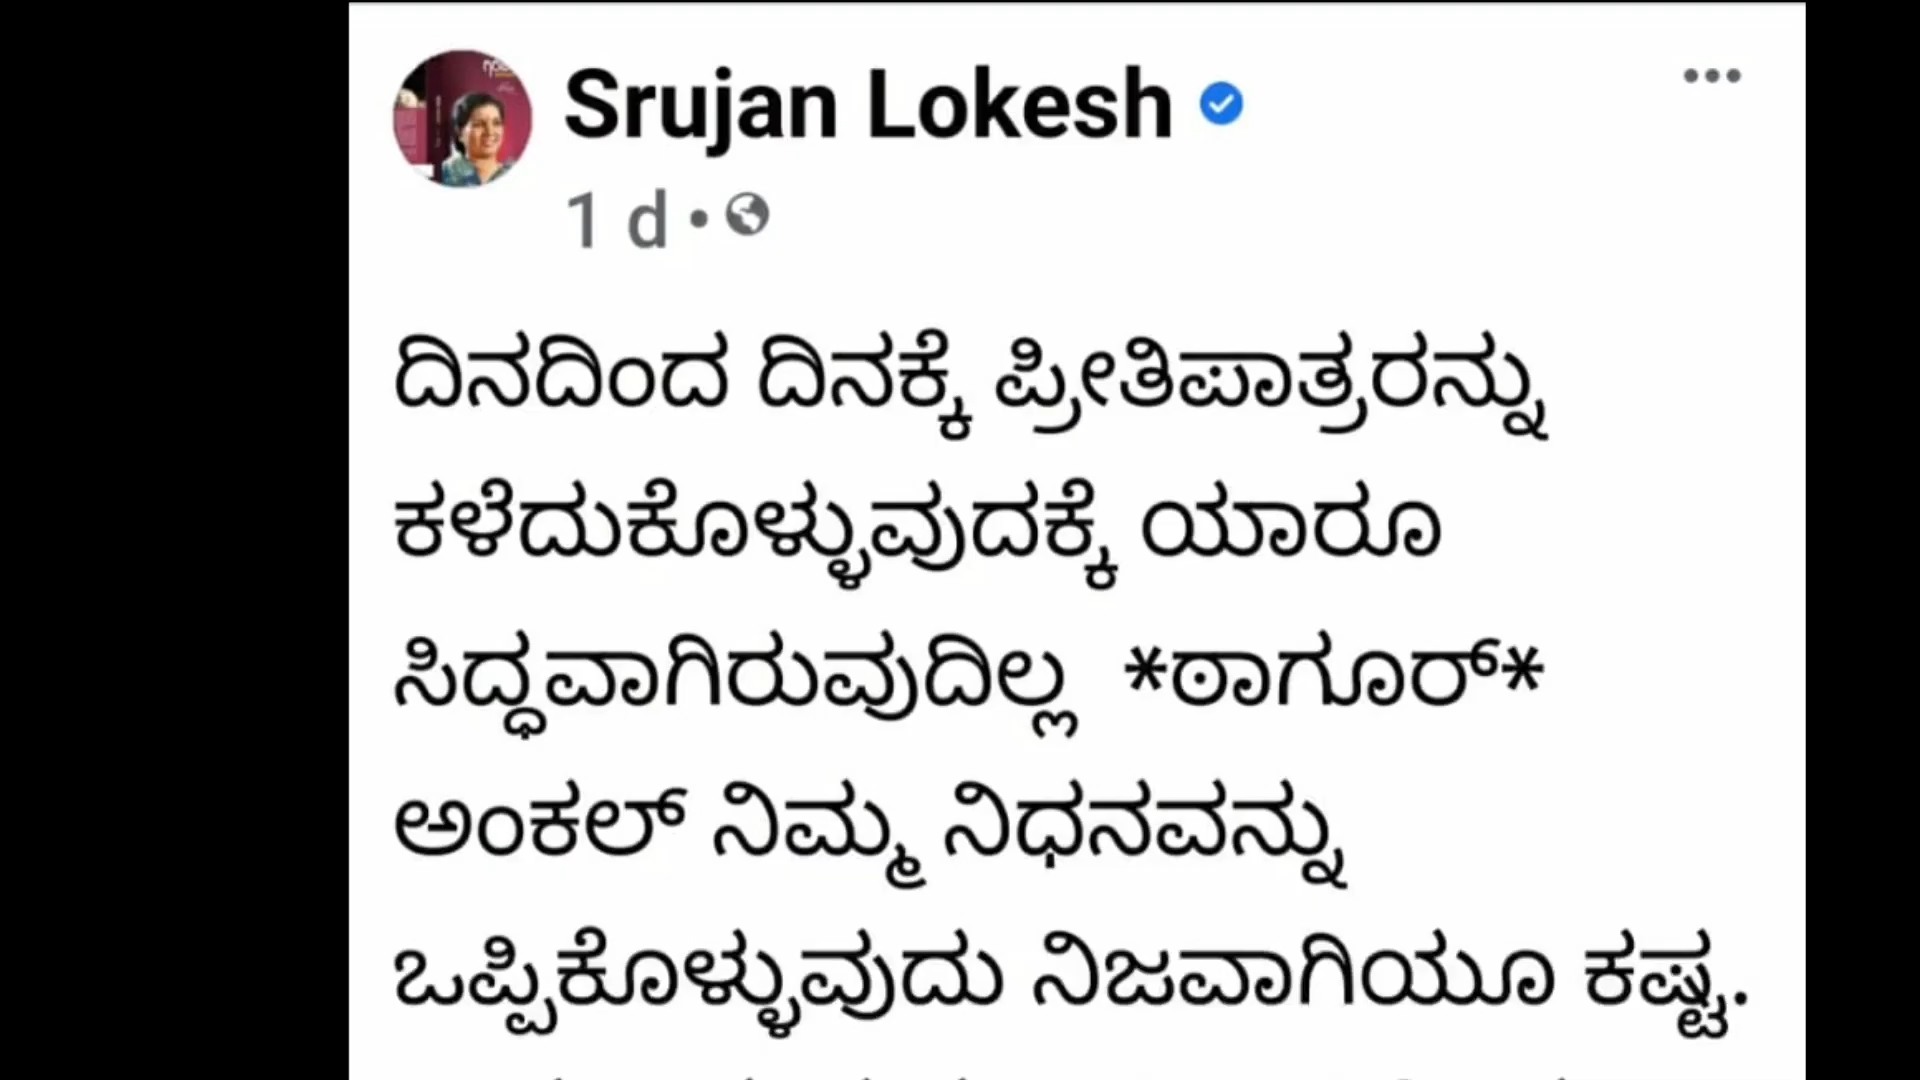 Srujan Lokesh
1 d
ದಿನದಿಂದ ದಿನಕ್ಕೆ ಪ್ರೀತಿಪಾತ್ರರನ್ನು
ಕಳೆದುಕೊಳ್ಳುವುದಕ್ಕೆ ಯಾರೂ
ಸಿದ್ಧವಾಗಿರುವುದಿಲ್ಲ *ಠಾಗೂರ್*
ಅಂಕಲ್ ನಿಮ್ಮ ನಿಧನವನ್ನು
ಒಪ್ಪಿಕೊಳ್ಳುವುದು ನಿಜವಾಗಿಯೂ ಕಷ್ಟ.